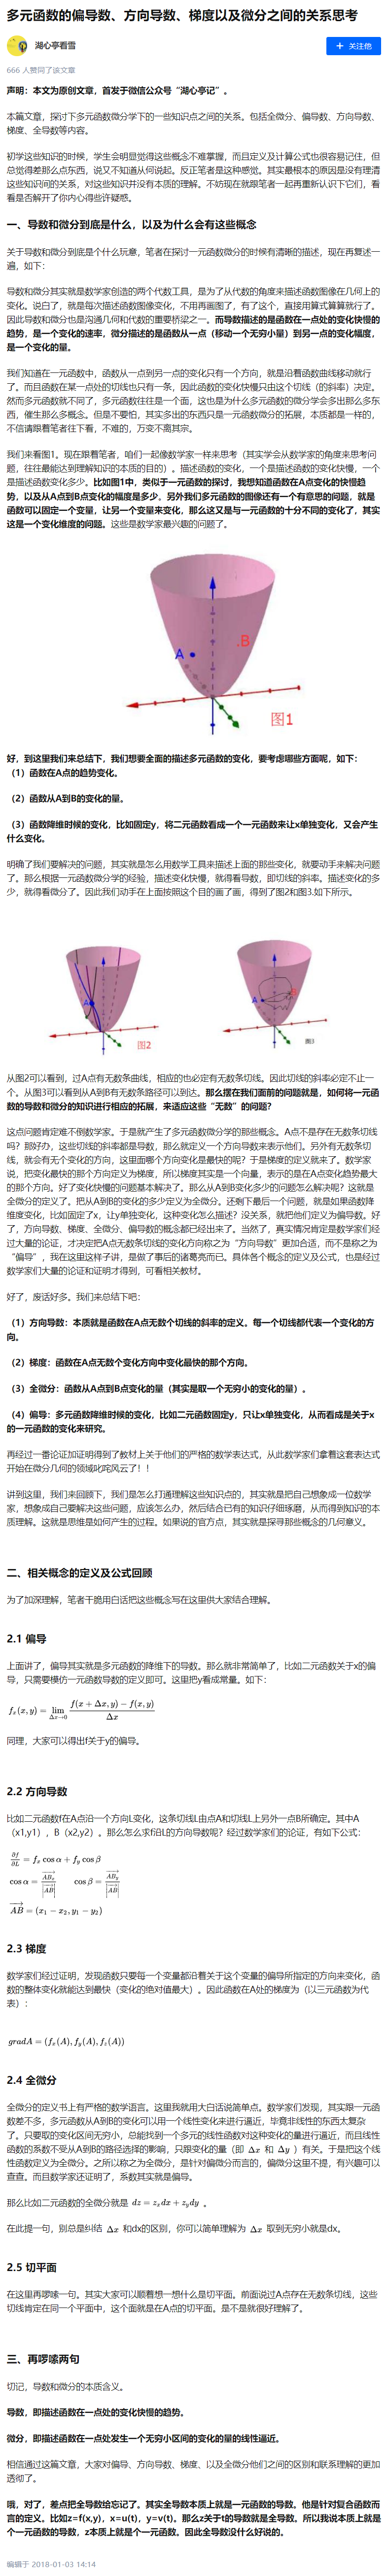 多元函数的偏导数、方向导数、梯度以及微分之间的关系思考
湖心亭看雪
+ 关注他
666 人赞同了该文章
声明：本文为原创文章，首发于微信公众号“湖心亭记”。
本篇文章，探讨下多元函数微分学下的一些知识点之间的关系。包括全微分、偏导数、方向导数、
梯度、全导数等内容。
初学这些知识的时候，学生会明显觉得这些概念不难掌握，而且定义及计算公式也很容易记住，但
总觉得差那么点东西，说又不知道从何说起。反正笔者是这种感觉。其实最根本的原因是没有理清
这些知识间的关系，对这些知识并没有本质的理解。不妨现在就跟笔者一起再重新认识下它们，看
看是否解开了你内心得些许疑惑。
一、导数和微分到底是什么，以及为什么会有这些概念
关于导数和微分到底是个什么玩意，笔者在探讨一元函数微分的时候有清晰的描述，现在再复述一
遍，如下：
导数和微分其实就是数学家创造的两个代数工具，是为了从代数的角度来描述函数图像在几何上的
变化。说白了，就是每次描述函数图像变化，不用再画图了，有了这个，直接用算式算算就行了。
因此导数和微分也是沟通几何和代数的重要桥梁之一。而导数描述的是函数在一点处的变化快慢的
趋势，是一个变化的速率，微分描述的是函数从一点（移动一个无穷小量）到另一点的变化幅度，
是一个变化的量。
我们知道在一元函数中，函数从一点到另一点的变化只有一个方向，就是沿着函数曲线移动就行
了。而且函数在某一点处的切线也只有一条，因此函数的变化快慢只由这个切线（的斜率）决定。
然而多元函数就不同了，多元函数往往是一个面，这也是为什么多元函数的微分学会多出那么多东
西，催生那么多概念。但是不要怕，其实多出的东西只是一元函数微分的拓展，本质都是一样的，
不信请跟着笔者往下看，不难的，万变不离其宗。
我们来看图1。现在跟着笔者，咱们一起像数学家一样来思考（其实学会从数学家的角度来思考问
题，往往最能达到理解知识的本质的目的）。描述函数的变化，一个是描述函数的变化快慢，一个
是描述函数变化多少。比如图1中，类似于一元函数的探讨，我想知道函数在A点变化的快慢趋
势，以及从A点到B点变化的幅度是多少，另外我们多元函数的图像还有一个有意思的问题，就是
函数可以固定一个变量，让另一个变量来变化，那么这又是与一元函数的十分不同的变化了，其实
这是一个变化维度的问题。这些是数学家最兴趣的问题了。
A
.B
图1
好，到这里我们来总结下，我们想要全面的描述多元函数的变化，要考虑哪些方面呢，如下：
（1）函数在A点的趋势变化。
（2）函数从A到B的变化的量。
（3）函数降维时候的变化，比如固定y，将二元函数看成一个一元函数来让x单独变化，又会产生
什么变化。
明确了我们要解决的问题，其实就是怎么用数学工具来描述上面的那些变化，就要动手来解决问题
了。那么根据一元函数微分学的经验，描述变化快慢，就得看导数，即切线的斜率。描述变化的多
少，就得看微分了。因此我们动手在上面按照这个目的画了画，得到了图2和图3.如下所示。
A
图2
A
图3
从图2可以看到，过A点有无数条曲线，相应的也必定有无数条切线。因此切线的斜率必定不止一
个。从图3可以看到从A到B有无数条路径可以到达。那么摆在我们面前的问题就是，如何将一元函
的导数和微分的知识进行相应的拓展，来适应这些“无数”的问题？
这点问题肯定难不倒数学家。于是就产生了多元函数微分学的那些概念。A点不是存在无数条切线
吗？那好办，这些切线的斜率都是导数，那么就定义一个方向导数来表示他们。另外有无数条切
线，就会有无个变化的方向，这里面哪个方向变化是最快的呢？于是梯度的定义就来了。数学家
说，把变化最快的那个方向定义为梯度，所以梯度其实是一个向量，表示的是在A点变化趋势最大
的的那个方向。好了变化快慢的问题基本解决了。那么从A到B变化多少的问题怎么解决呢？这就是
全微分的定义了。把从A到B的变化的多少定义为全微分。还剩下最后一个问题，就是如果函数降
维度变化，比如固定了x，让y单独变化，这种变化怎么描述？没关系，就把他们定义为偏导数。好
了，方向导数、梯度、全微分、偏导数的概念都已经出来了。当然了，真实情况肯定是数学家们经
过大量的论证，才决定把A点无数条切线的变化方向称之为“方向导数”更加合适，而不是称之为
“偏导”，我在这里这样子讲，是做了事后的诸葛亮而已。具体各个概念的定义及公式，也是经过
数学家们大量的论证和证明才得到，可看相关教材。
好了，废话好多。我们来总结下吧：
（1）方向导数：本质就是函数在A点无数个切线的斜率的定义。每一个切线都代表一个变化的方
向。
（2）梯度：函数在A点无数个变化方向中变化最快的那个方向。
（3）全微分：函数从A点到B点变化的量（其实是取一个无穷小的变化的量）。
（4）偏导：多元函数降维时候的变化，比如二元函数固定y，只让x单独变化，从而看成是关于x的
一元函数的变化来研究。
再经过一番论证加证明得到了教材上关于他们的严格的数学表达式，从此数学家们拿着这套表达式
开始在微分几何的领域叱咤风云了！！
讲到这里，我们来回顾下，我们是怎么打通理解这些知识点的，其实就是把自己想象成一位数学
家，想象成自己要解决这些问题，应该怎么办，然后结合已有的知识仔细琢磨，从而得到知识的本
质理解。这就是思维是如何产生的过程。如果说的官方点，其实就是探寻那些概念的几何意义。
二、相关概念的定义及公式回顾
为了加深理解，笔者干脆用白话把这些概念写在这里供大家结合理解。
2.1 偏导
上面讲了，偏导其实就是多元函数的降维下的导数。那么就非常简单了，比如二元函数关于x的偏
导，只需要模仿一元函数导数的定义即可。这里把y看成常量。如下：
f_x(x,y) = lim_{Δx→0} (f(x+Δx,y) − f(x,y)) / Δx
同理，大家可以得出f关于y的偏导。
2.2 方向导数
比如二元函数f在A点沿一个方向L变化，这条切线L由点A和切线L上另外一点B所确定。其中A
（x1,y1），B（x2,y2）。那么怎么求f沿L的方向导数呢？经过数学家们的论证，有如下公式：
∂f/∂L = f_x cos α + f_y cos β
cos α = AB_x→ / |AB→|   cos β = AB_y→ / |AB→|
AB→ = (x_1 − x_2, y_1 − y_2)
2.3 梯度
数学家们经过证明，发现函数只要每一个变量都沿着关于这个变量的偏导所指定的方向来变化，函
数的整体变化就能达到最快（变化的绝对值最大）。因此函数在A处的梯度为（以三元函数为代
表）：
gradA = (f_x(A), f_y(A), f_z(A))
2.4 全微分
全微分的定义书上有严格的数学语言。这里我就用大白话说简单点。数学家们发现，其实跟一元函
数差不多，多元函数从A到B的变化可以用一个线性变化来进行逼近，毕竟非线性的东西太复杂
了。只要取的变化区间无穷小，总能找到一个多元的线性函数对这种变化的量进行逼近，而且线性
函数的系数不受从A到B的路径选择的影响，只跟变化的量（即 Δx 和 Δy ）有关。于是把这个线
性函数定义为全微分。之所以称之为全微分，是针对偏微分而言的，偏微分这里不提，有兴趣可以
查查。而且数学家还证明了，系数其实就是偏导。
那么比如二元函数的全微分就是 dz = z_x dx + z_y dy 。
在此提一句，别总是纠结 Δx 和dx的区别，你可以简单理解为 Δx 取到无穷小就是dx。
2.5 切平面
在这里再啰嗦一句。其实大家可以顺着想一想什么是切平面。前面说过A点存在无数条切线，这些
切线肯定在同一个平面中，这个面就是在A点的切平面。是不是就很好理解了。
三、再啰嗦两句
切记，导数和微分的本质含义。
导数，即描述函数在一点处的变化快慢的趋势。
微分，即描述函数在一点处发生一个无穷小区间的变化的量的线性逼近。
相信通过这篇文章，大家对偏导、方向导数、梯度、以及全微分他们之间的区别和联系理解的更加
透彻了。
哦，对了，差点把全导数给忘记了。其实全导数本质上就是一元函数的导数。他是针对复合函数而
言的定义。比如z=f(x,y)，x=u(t)，y=v(t)。那么z关于t的导数就是全导数。所以我说本质上就是
个一元函数的导数，z本质上就是个一元函数。因此全导数没什么好说的。
编辑于 2018-01-03 14:14